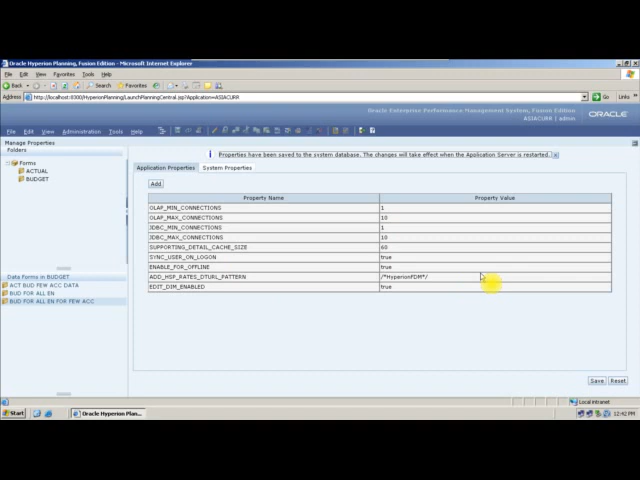 Oracle Hyperion Planning, Fusion Edition - Microsoft Internet Explorer
File Edit View Favorites Tools Help
Back Search Favorites
Address http://localhost:8300/HyperionPlanning/LaunchPlanningCentral.jsp?Application=ASIACURR Go Links
Oracle Enterprise Performance Management System, Fusion Edition
ASIACURR | admin
ORACLE
File Edit View Administration Tools Help
Manage Properties
Folders
Forms
ACTUAL
BUDGET
Properties have been saved to the system database. The changes will take effect when the Application Server is restarted.
Application Properties System Properties
Add
Property Name Property Value
OLAP_MIN_CONNECTIONS 1
OLAP_MAX_CONNECTIONS 10
JDBC_MIN_CONNECTIONS 1
JDBC_MAX_CONNECTIONS 10
SUPPORTING_DETAIL_CACHE_SIZE 60
SYNC_USER_ON_LOGON true
ENABLE_FOR_OFFLINE true
ADD_HSP_RATES_DTURL_PATTERN /*HyperionFDM*/
EDIT_DIM_ENABLED true
Data Forms in BUDGET
ACT BUD FEW ACC DATA
BUD FOR ALL EN
BUD FOR ALL EN FOR FEW ACC
Save Reset
Local intranet
Start Oracle Hyperion Plan... 12:42 PM